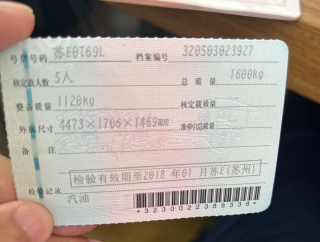 号牌号码 苏E0T69L 档案编号 320503023927
核定载人数 5人 总质量 1600kg
整备质量 1120kg 核定载质量
外廓尺寸 4473×1706×1469mm 准牵引总质量
备注
检验有效期至2018年01月苏E(苏州)
检验记录
汽油
*3230022388338*